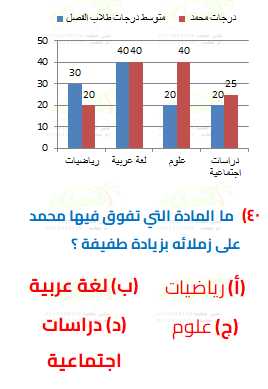 درجات محمد
متوسط درجات طلاب الفصل
50
40
30
20
10
0
30 20
40 40
20 40
20 25
رياضيات
لغة عربية
علوم
دراسات
اجتماعية
٤٠) ما المادة التي تفوق فيها محمد
على زملائه بزيادة طفيفة ؟
(أ) رياضيات (ب) لغة عربية
(ج) علوم (د) دراسات
اجتماعية